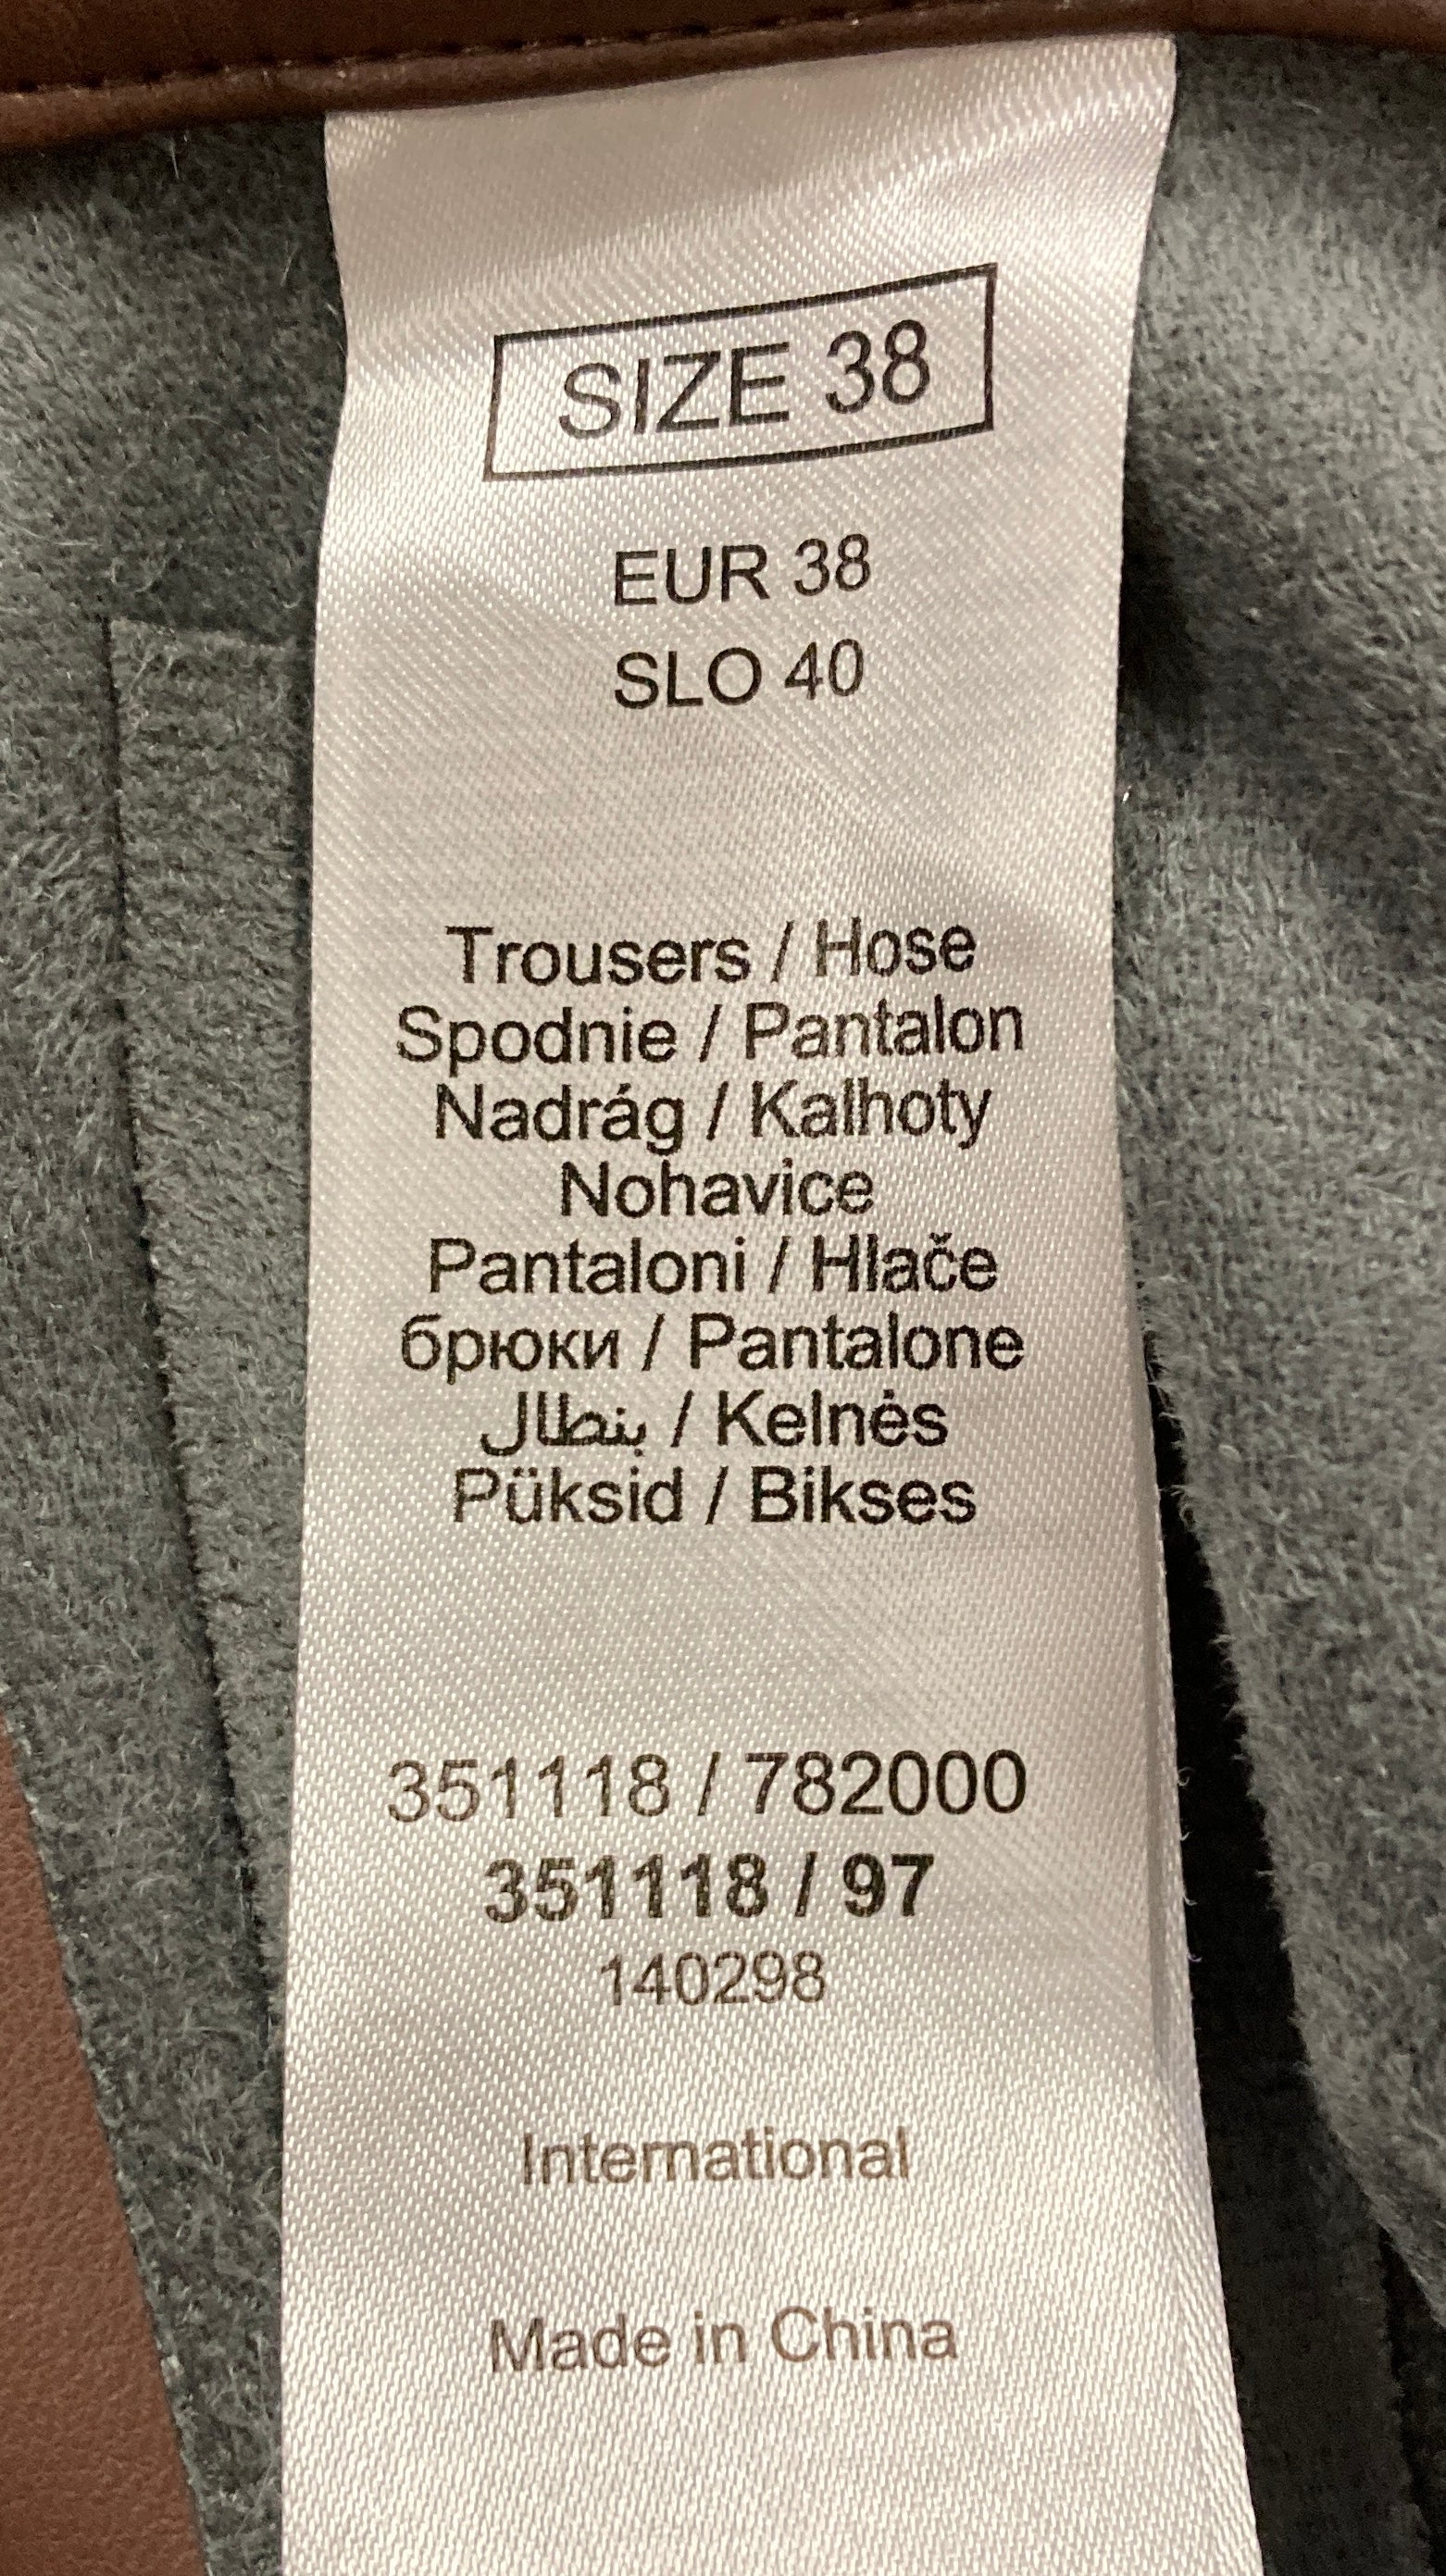 SIZE 38
EUR 38
SLO 40
Trousers / Hose
Spodnie / Pantalon
Nadrág / Kalhoty
Nohavice
Pantaloni / Hlače
брюки / Pantalone
بنطال / Kelnės
Püksid / Bikses
351118 / 782000
351118 / 97
140298
International
Made in China